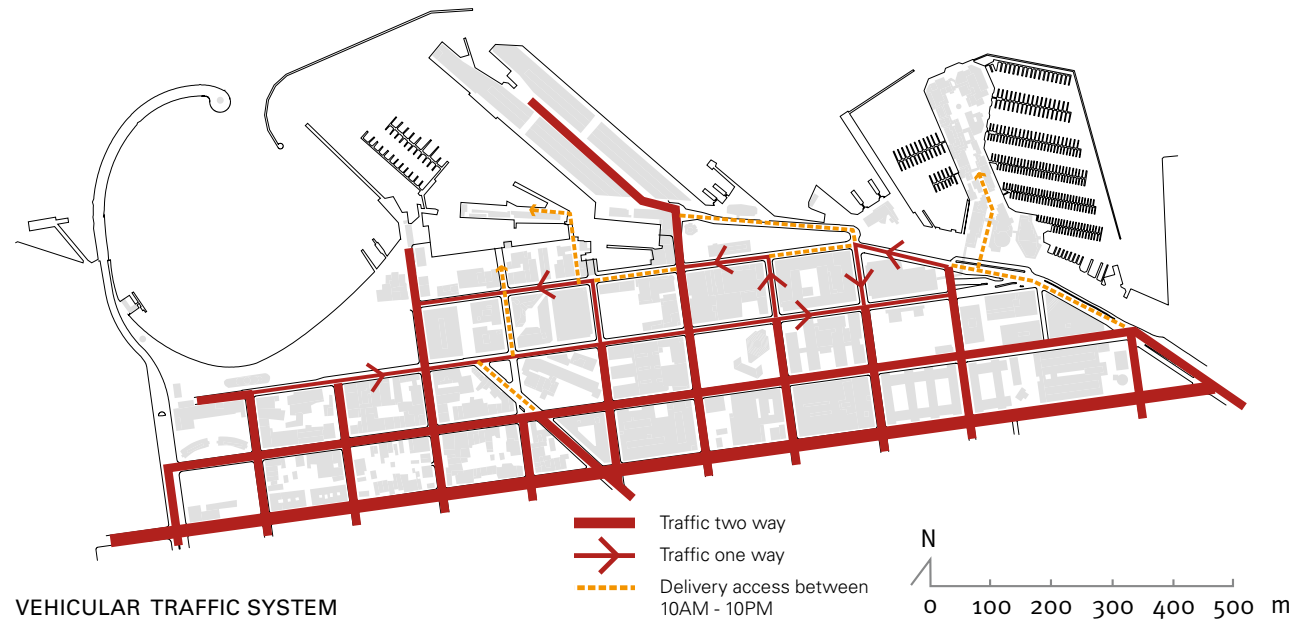 Traffic two way
Traffic one way
Delivery access between
10AM - 10PM
VEHICULAR TRAFFIC SYSTEM
N
0 100 200 300 400 500 m